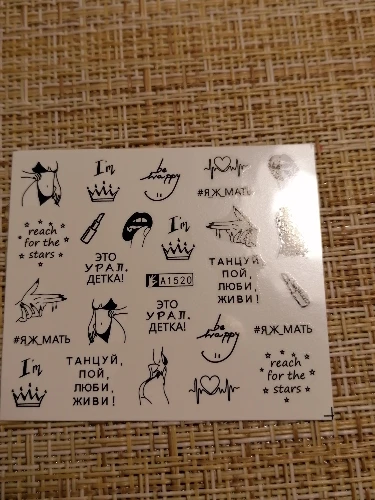 I'm
be
happy
#ЯЖ_МАТЬ
reach
for the
stars
I'm
ЭТО
УРАЛ,
ДЕТКА!
ТАНЦУЙ,
ПОЙ,
ЛЮБИ,
ЖИВИ!
A1520
ЭТО
УРАЛ,
ДЕТКА!
#ЯЖ_МАТЬ
be
happy
#ЯЖ_МАТЬ
I'm
ТАНЦУЙ,
ПОЙ,
ЛЮБИ,
ЖИВИ!
reach
for the
stars